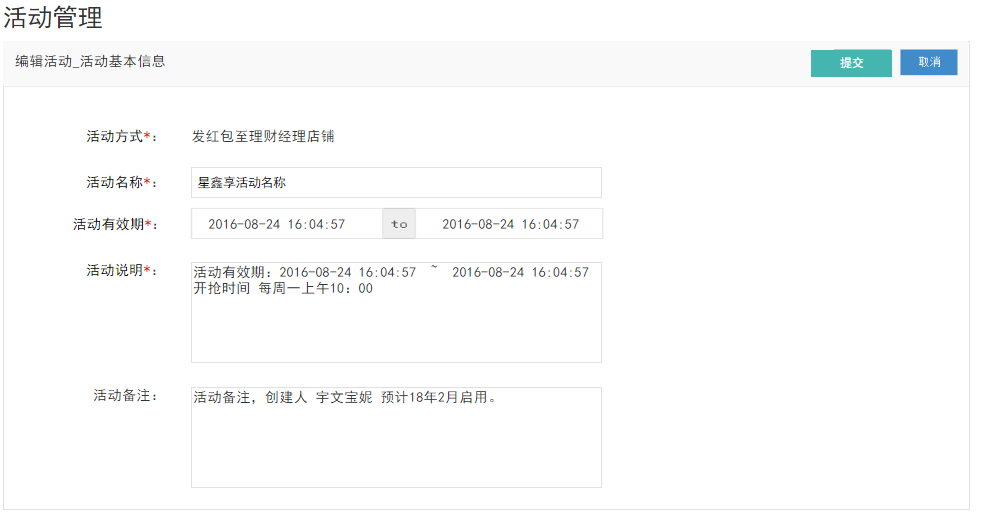 活动管理
编辑活动_活动基本信息 提交 取消
活动方式*: 发红包至理财经理店铺
活动名称*: 星鑫享活动名称
活动有效期*: 2016-08-24 16:04:57 to 2016-08-24 16:04:57
活动说明*: 活动有效期：2016-08-24 16:04:57 ~ 2016-08-24 16:04:57
开抢时间 每周一上午10：00
活动备注： 活动备注，创建人 宇文宝妮 预计18年2月启用。